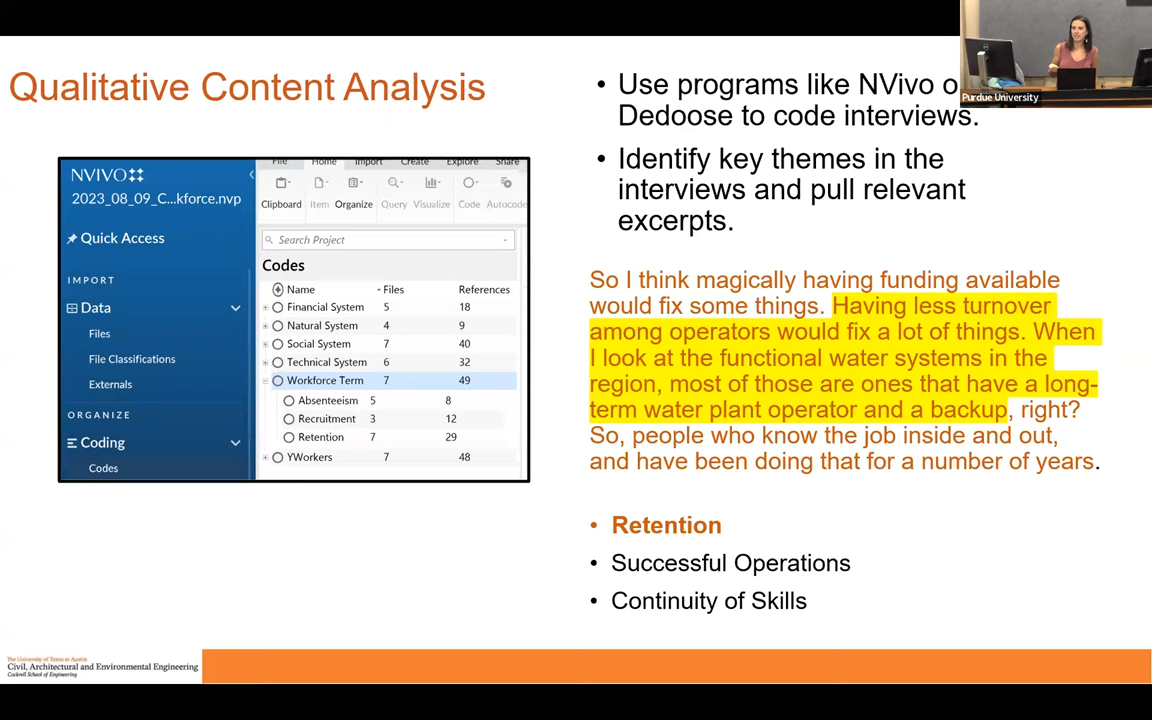 Qualitative Content Analysis
• Use programs like NVivo o
Dedoose to code interviews.
• Identify key themes in the
interviews and pull relevant
excerpts.
Purdue University
NVIVO
2023_08_09_C...kforce.nvp
Quick Access
IMPORT
Data
Files
File Classifications
Externals
ORGANIZE
Coding
Codes
File Home Import Create Explore Share
Clipboard Item Organize Query Visualize Code Autocode
Search Project
Codes
Name Files References
Financial System 5 18
Natural System 4 9
Social System 7 40
Technical System 6 32
Workforce Term 7 49
Absenteeism 5 8
Recruitment 3 12
Retention 7 29
YWorkers 7 48
So I think magically having funding available
would fix some things. Having less turnover
among operators would fix a lot of things. When
I look at the functional water systems in the
region, most of those are ones that have a long-
term water plant operator and a backup, right?
So, people who know the job inside and out,
and have been doing that for a number of years.
• Retention
• Successful Operations
• Continuity of Skills
The University of Texas at Austin
Civil, Architectural and Environmental Engineering
Cockrell School of Engineering